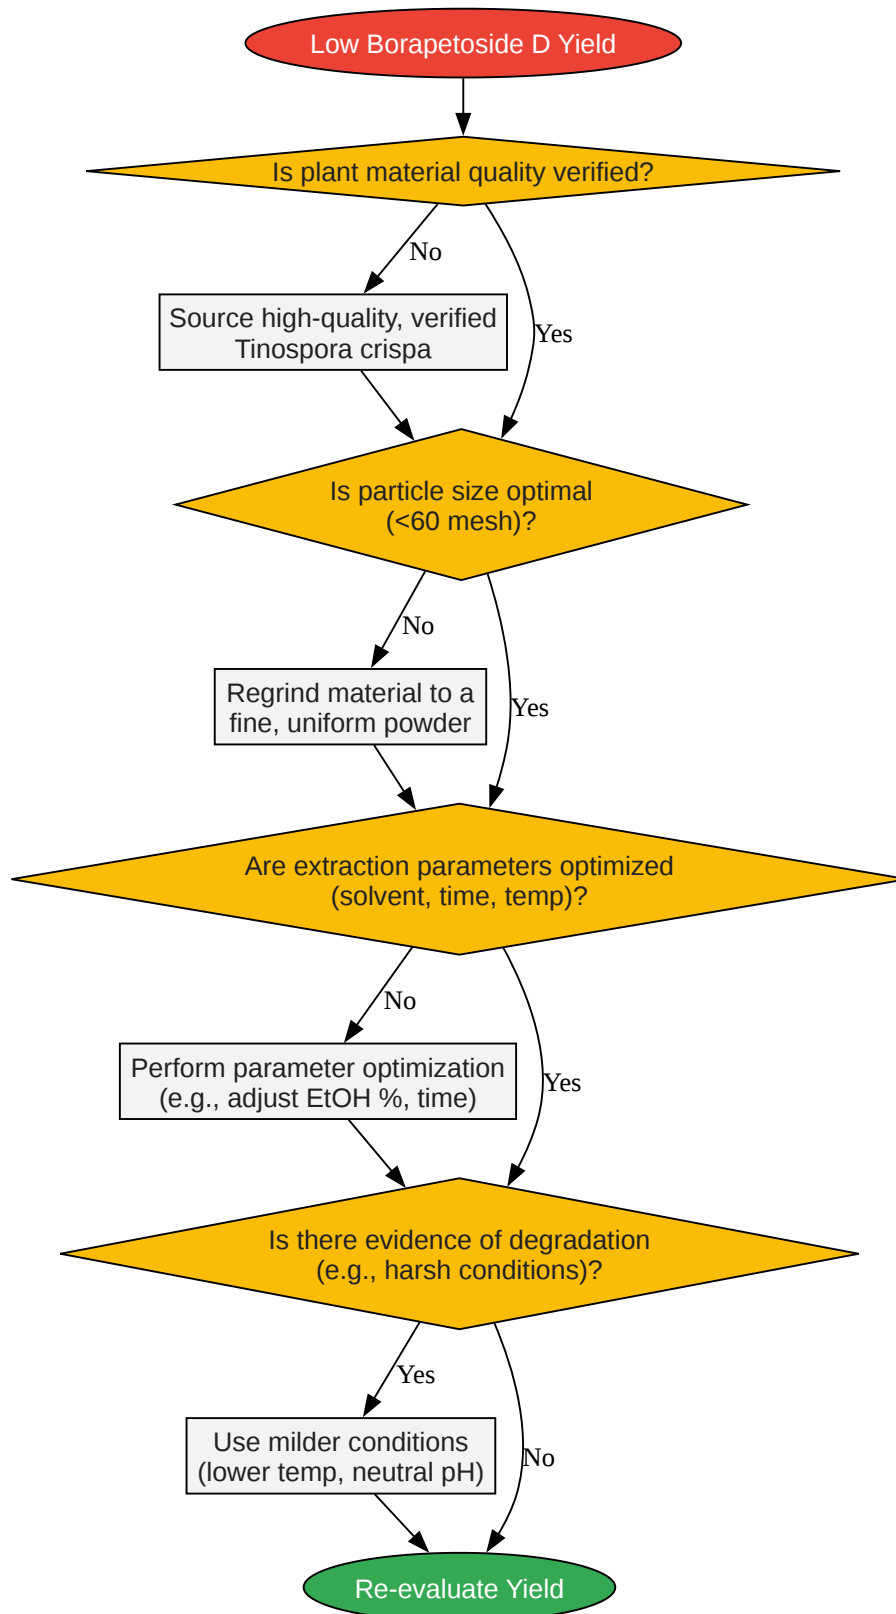 Low Borapetoside D Yield
Is plant material quality verified?
No
Source high-quality, verified
Tinospora crispa
Yes
Is particle size optimal
(<60 mesh)?
No
Regrind material to a
fine, uniform powder
Yes
Are extraction parameters optimized
(solvent, time, temp)?
No
Perform parameter optimization
(e.g., adjust EtOH %, time)
Yes
Is there evidence of degradation
(e.g., harsh conditions)?
Yes
Use milder conditions
(lower temp, neutral pH)
No
Re-evaluate Yield